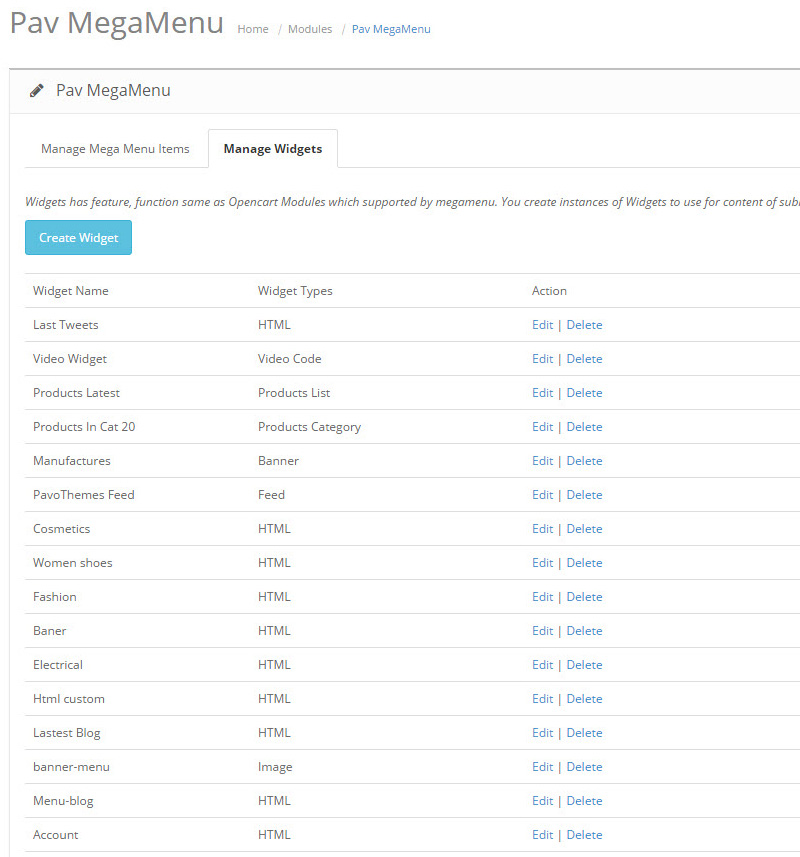 Pav MegaMenu Home / Modules / Pav MegaMenu
Pav MegaMenu
Manage Mega Menu Items Manage Widgets
Widgets has feature, function same as Opencart Modules which supported by megamenu. You create instances of Widgets to use for content of sub
Create Widget
Widget Name Widget Types Action
Last Tweets HTML Edit | Delete
Video Widget Video Code Edit | Delete
Products Latest Products List Edit | Delete
Products In Cat 20 Products Category Edit | Delete
Manufactures Banner Edit | Delete
PavoThemes Feed Feed Edit | Delete
Cosmetics HTML Edit | Delete
Women shoes HTML Edit | Delete
Fashion HTML Edit | Delete
Baner HTML Edit | Delete
Electrical HTML Edit | Delete
Html custom HTML Edit | Delete
Lastest Blog HTML Edit | Delete
banner-menu Image Edit | Delete
Menu-blog HTML Edit | Delete
Account HTML Edit | Delete